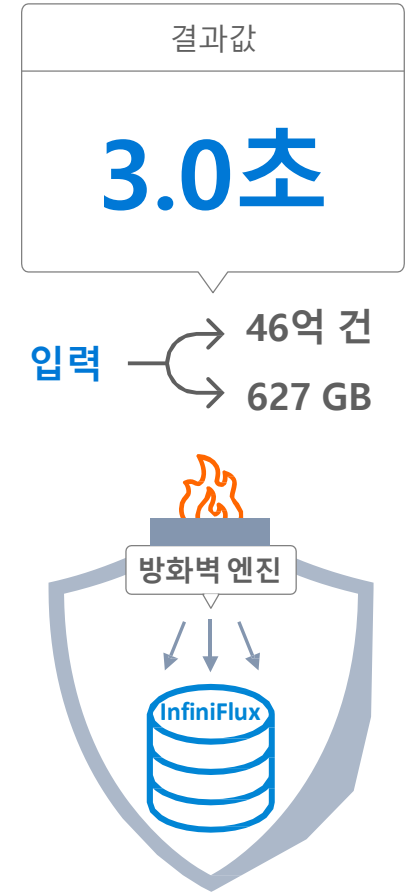 결과값
3.0초
46억 건
입력
627 GB
방화벽 엔진
InfiniFlux